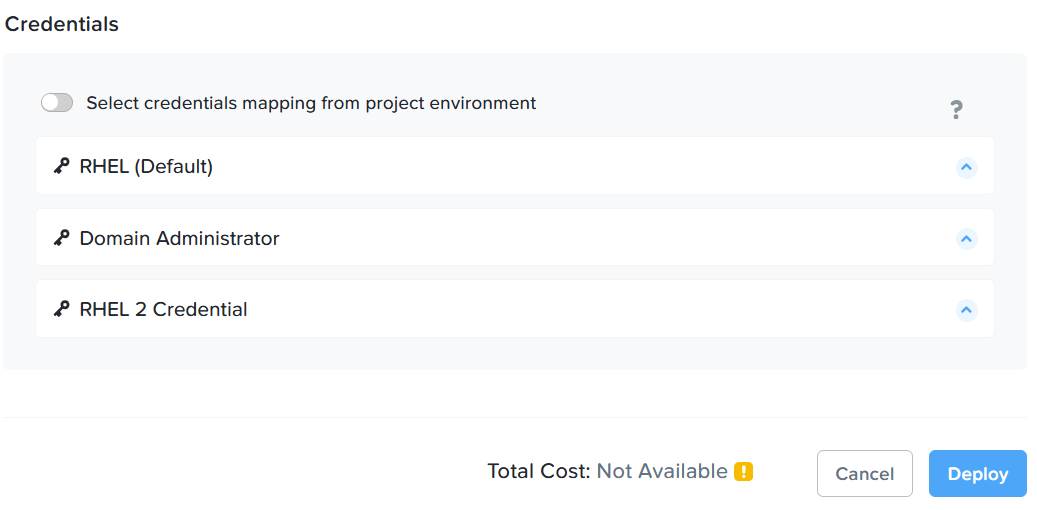 Credentials
Select credentials mapping from project environment
?
RHEL (Default)
Domain Administrator
RHEL 2 Credential
Total Cost: Not Available !
Cancel
Deploy